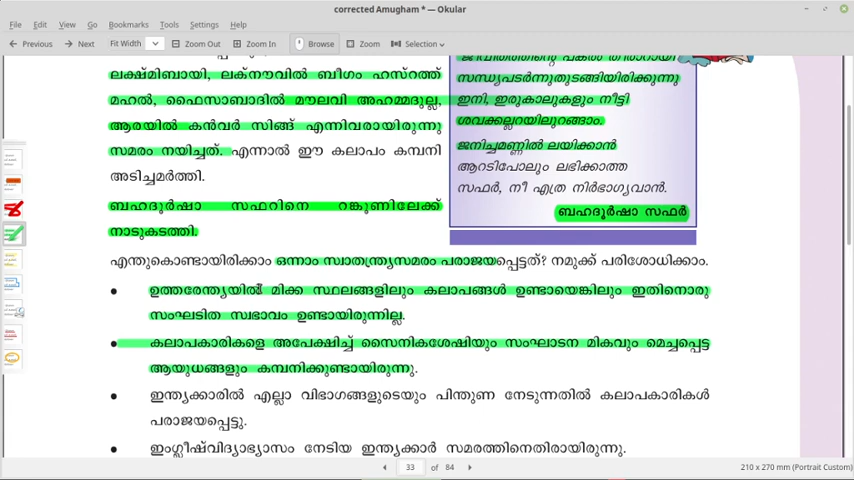 corrected Amugham * — Okular
File Edit View Go Bookmarks Tools Settings Help
Previous Next Fit Width Zoom Out Zoom In Browse Zoom Selection
ലക്ഷ്മിബായി, ലക്നൗവിൽ ബീഗം ഹസ്റത്ത്
മഹൽ, ഫൈസാബാദിൽ മൗലവി അഹമ്മദുല്ല,
ആരയിൽ കൻവർ സിങ്ങ് എന്നിവരായിരുന്നു
സമരം നയിച്ചത്. എന്നാൽ ഈ കലാപം കമ്പനി
അടിച്ചമർത്തി.
ബഹദൂർഷാ സഫറിനെ റങ്കൂണിലേക്ക്
നാടുകടത്തി.
ജീവിതത്തിന്റെ പകൽ തീരാറായി
സന്ധ്യപടർന്നുതുടങ്ങിയിരിക്കുന്നു
ഇനി, ഇരുകാലുകളും നീട്ടി
ശവക്കല്ലറയിലുറങ്ങാം.
ജനിച്ചമണ്ണിൽ ലയിക്കാൻ
ആറടിപോലും ലഭിക്കാത്ത
സഫർ, നീ എത്ര നിർഭാഗ്യവാൻ.
ബഹദൂർഷാ സഫർ
എന്തുകൊണ്ടായിരിക്കാം ഒന്നാം സ്വാതന്ത്ര്യസമരം പരാജയപ്പെട്ടത്? നമുക്ക് പരിശോധിക്കാം.
● ഉത്തരേന്ത്യയിൽ മിക്ക സ്ഥലങ്ങളിലും കലാപങ്ങൾ ഉണ്ടായെങ്കിലും ഇതിനൊരു
സംഘടിത സ്വഭാവം ഉണ്ടായിരുന്നില്ല.
● കലാപകാരികളെ അപേക്ഷിച്ച് സൈനികശേഷിയും സംഘാടന മികവും മെച്ചപ്പെട്ട
ആയുധങ്ങളും കമ്പനിക്കുണ്ടായിരുന്നു.
● ഇന്ത്യക്കാരിൽ എല്ലാ വിഭാഗങ്ങളുടെയും പിന്തുണ നേടുന്നതിൽ കലാപകാരികൾ
പരാജയപ്പെട്ടു.
● ഇംഗ്ലീഷ്‌വിദ്യാഭ്യാസം നേടിയ ഇന്ത്യക്കാർ സമരത്തിനെതിരായിരുന്നു.
33 of 84
210 x 270 mm (Portrait Custom)